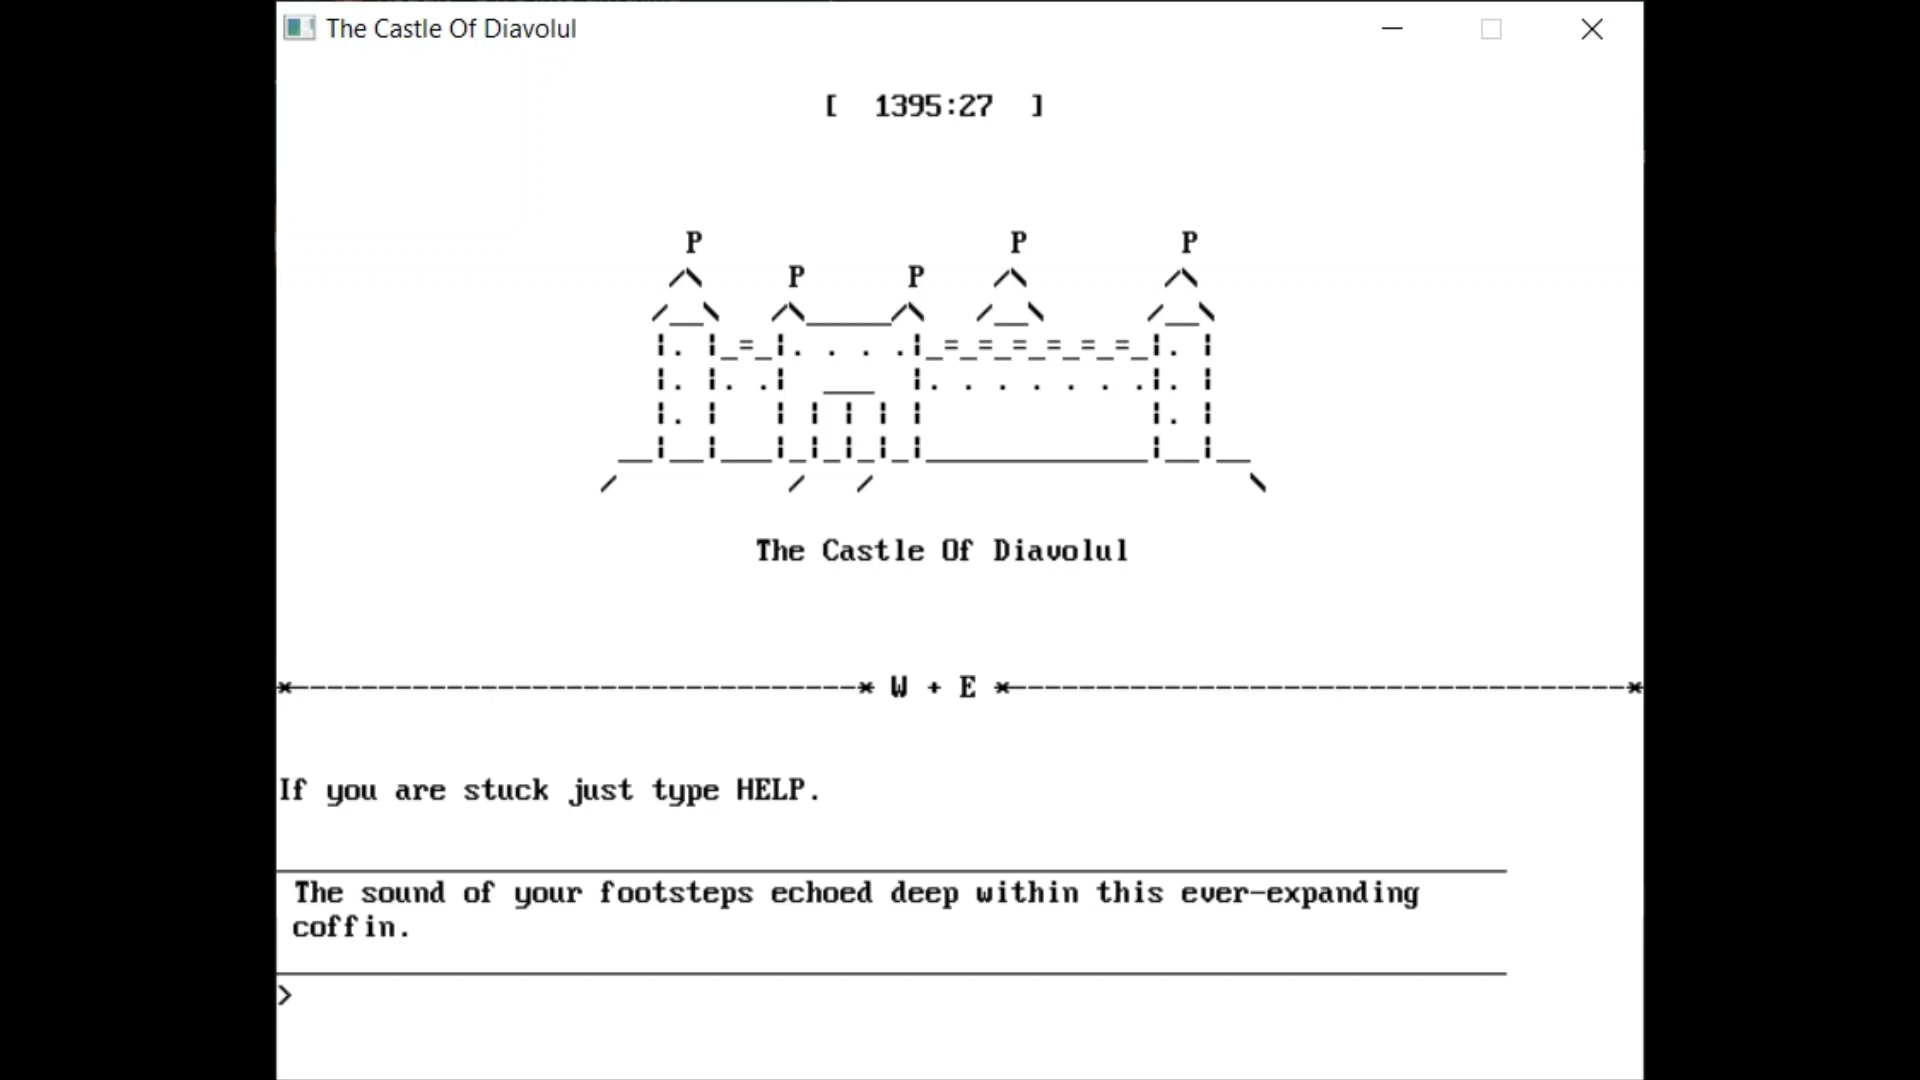 The Castle Of Diavolul
[ 1395:27 ]
P P P
P P
The Castle Of Diavolul
*----------------------------------* W + E *-------------------------------------*
If you are stuck just type HELP.
The sound of your footsteps echoed deep within this ever-expanding
coffin.
>